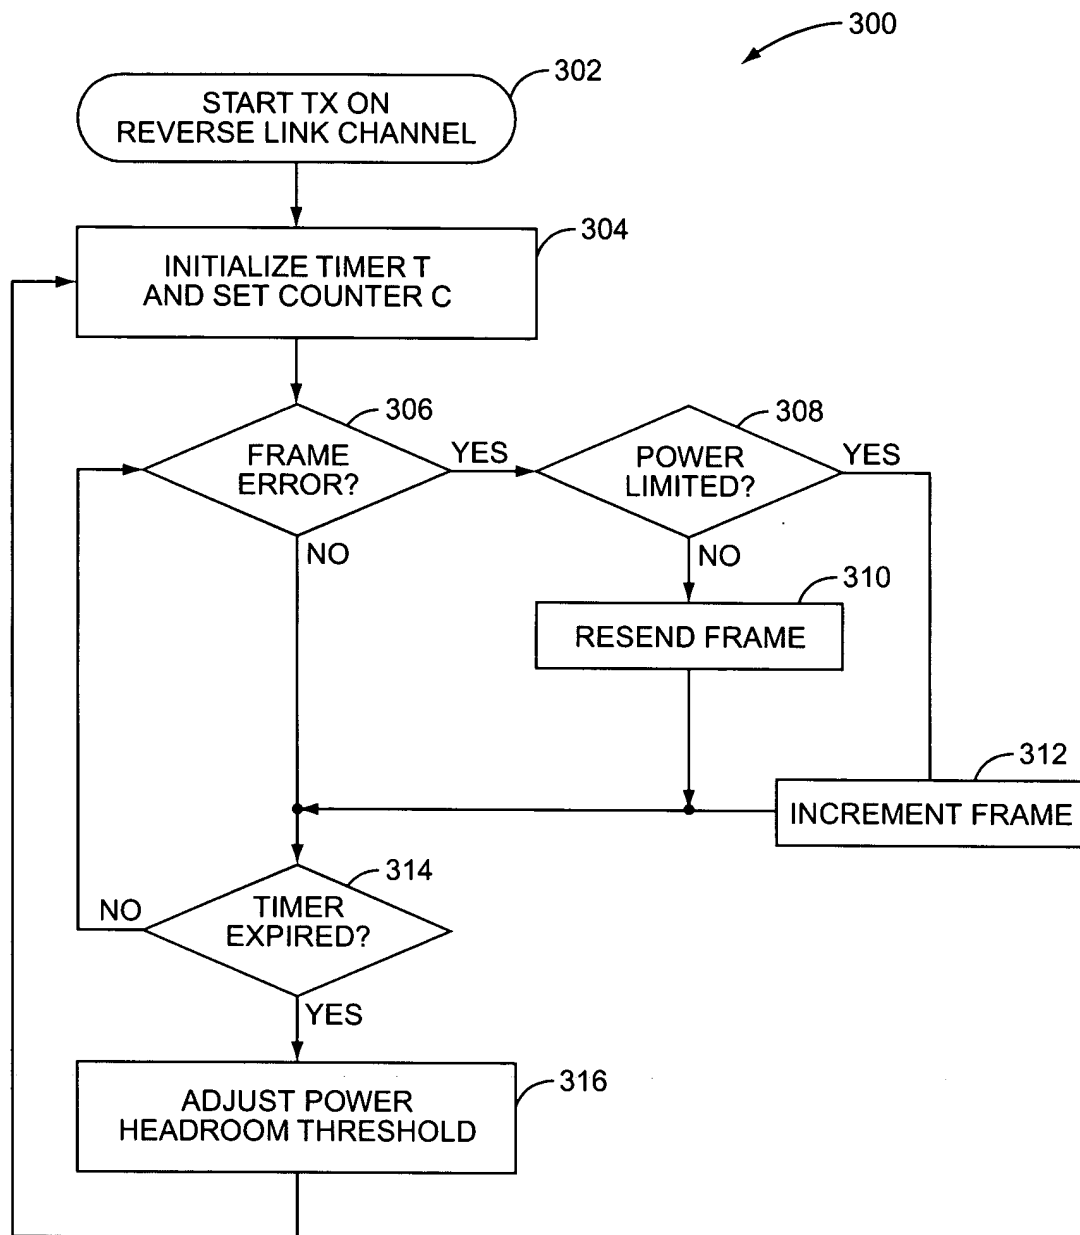 300
302
START TX ON
REVERSE LINK CHANNEL
304
INITIALIZE TIMER T
AND SET COUNTER C
306
FRAME
ERROR?
YES
NO
308
POWER
LIMITED?
YES
NO
310
RESEND FRAME
312
INCREMENT FRAME
314
TIMER
EXPIRED?
NO
YES
316
ADJUST POWER
HEADROOM THRESHOLD